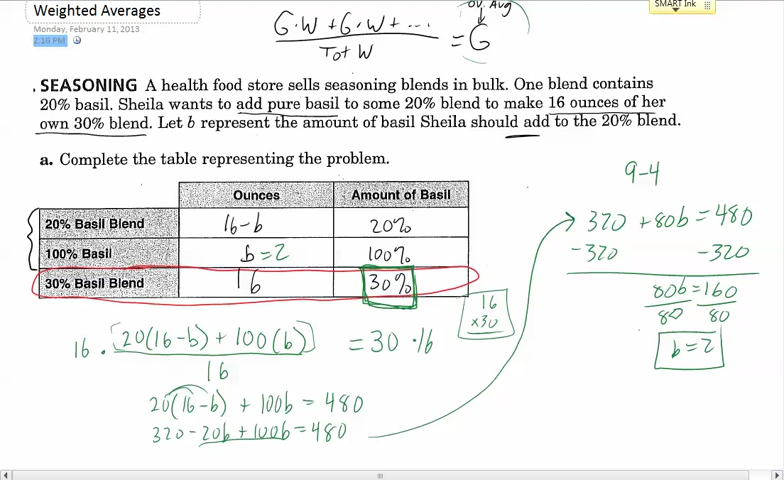 Weighted Averages
Monday, February 11, 2013
2:16 PM
SMART Ink
G·W + G·W + ...
Tot W
= G
Ov. Avg
. SEASONING A health food store sells seasoning blends in bulk. One blend contains
20% basil. Sheila wants to add pure basil to some 20% blend to make 16 ounces of her
own 30% blend. Let b represent the amount of basil Sheila should add to the 20% blend.
a. Complete the table representing the problem.
Ounces Amount of Basil
20% Basil Blend 16-b 20%
100% Basil b=2 100%
30% Basil Blend 16 30%
16
x30
16 · [20(16-b) + 100(b)] = 30 · 16
16
20(16-b) + 100b = 480
320 - 20b + 100b = 480
9-4
320 + 80b = 480
-320 -320
80b = 160
80 80
b = 2